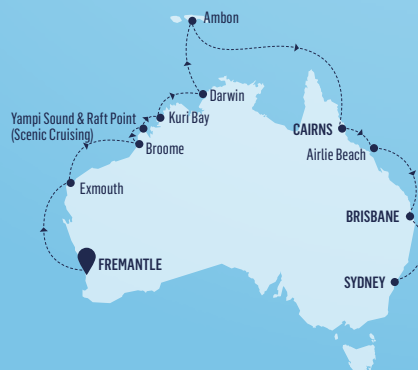 Ambon
Darwin
Yampi Sound & Raft Point
(Scenic Cruising)
Kuri Bay
CAIRNS
Broome
Airlie Beach
Exmouth
BRISBANE
FREMANTLE
SYDNEY